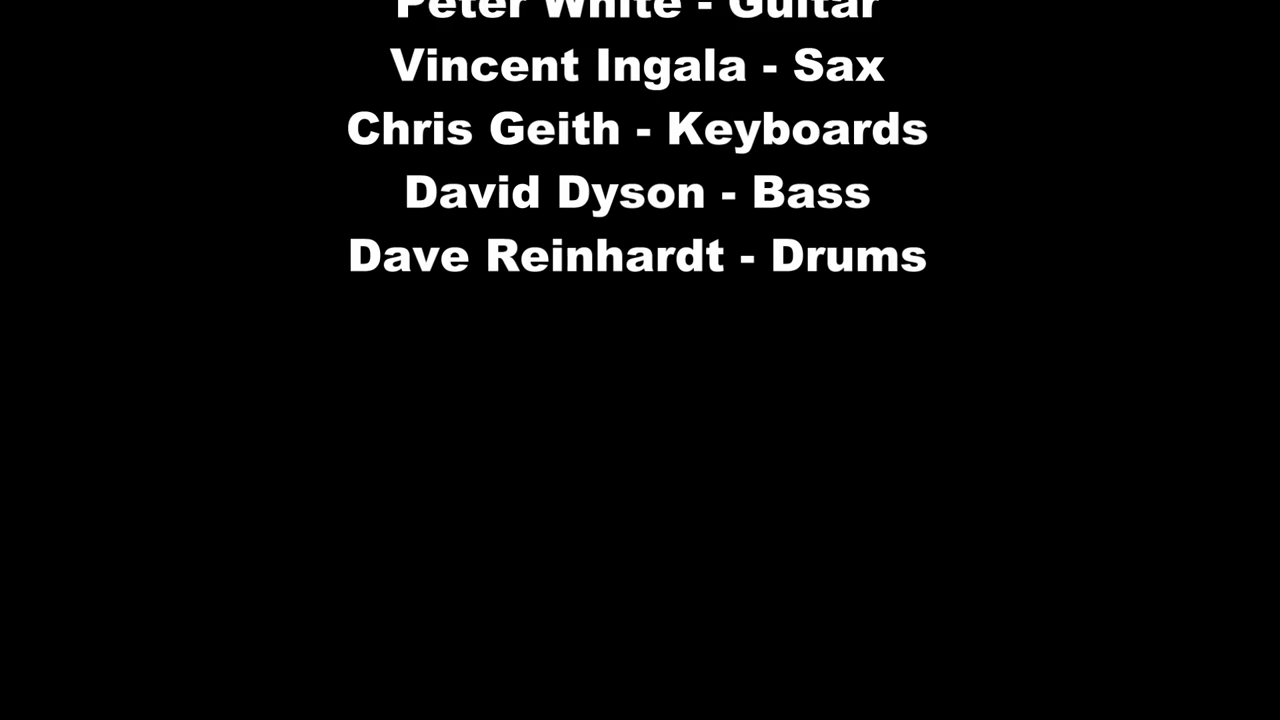 Peter White - Guitar
Vincent Ingala - Sax
Chris Geith - Keyboards
David Dyson - Bass
Dave Reinhardt - Drums